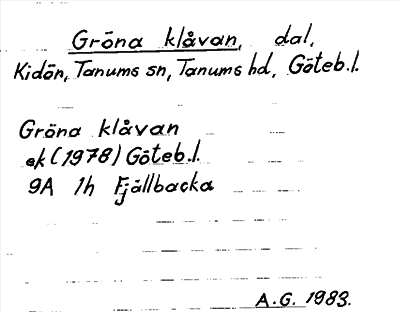 Gröna klåvan, dal,
Kidön, Tanums sn, Tanums hd, Göteb.l.
Gröna klåvan
ek (1978) Göteb.l.
9A 1h Fjällbacka
A.G. 1983.